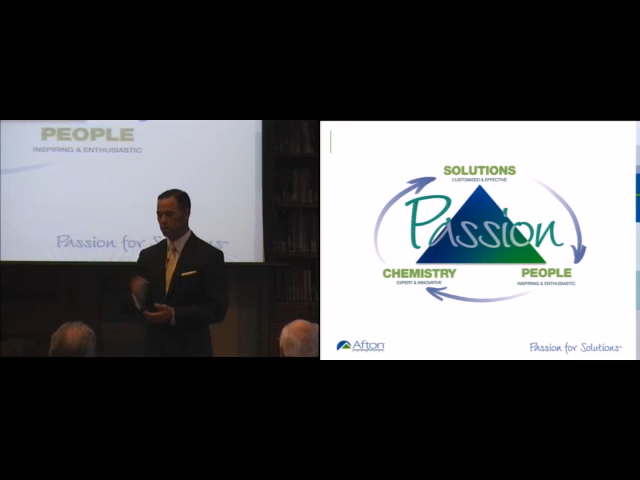 PEOPLE
INSPIRING & ENTHUSIASTIC
Passion for Solutions
SOLUTIONS
CUSTOMIZED & EFFECTIVE
Passion
CHEMISTRY
EXPERT & INNOVATIVE
PEOPLE
INSPIRING & ENTHUSIASTIC
Afton
Passion for Solutions